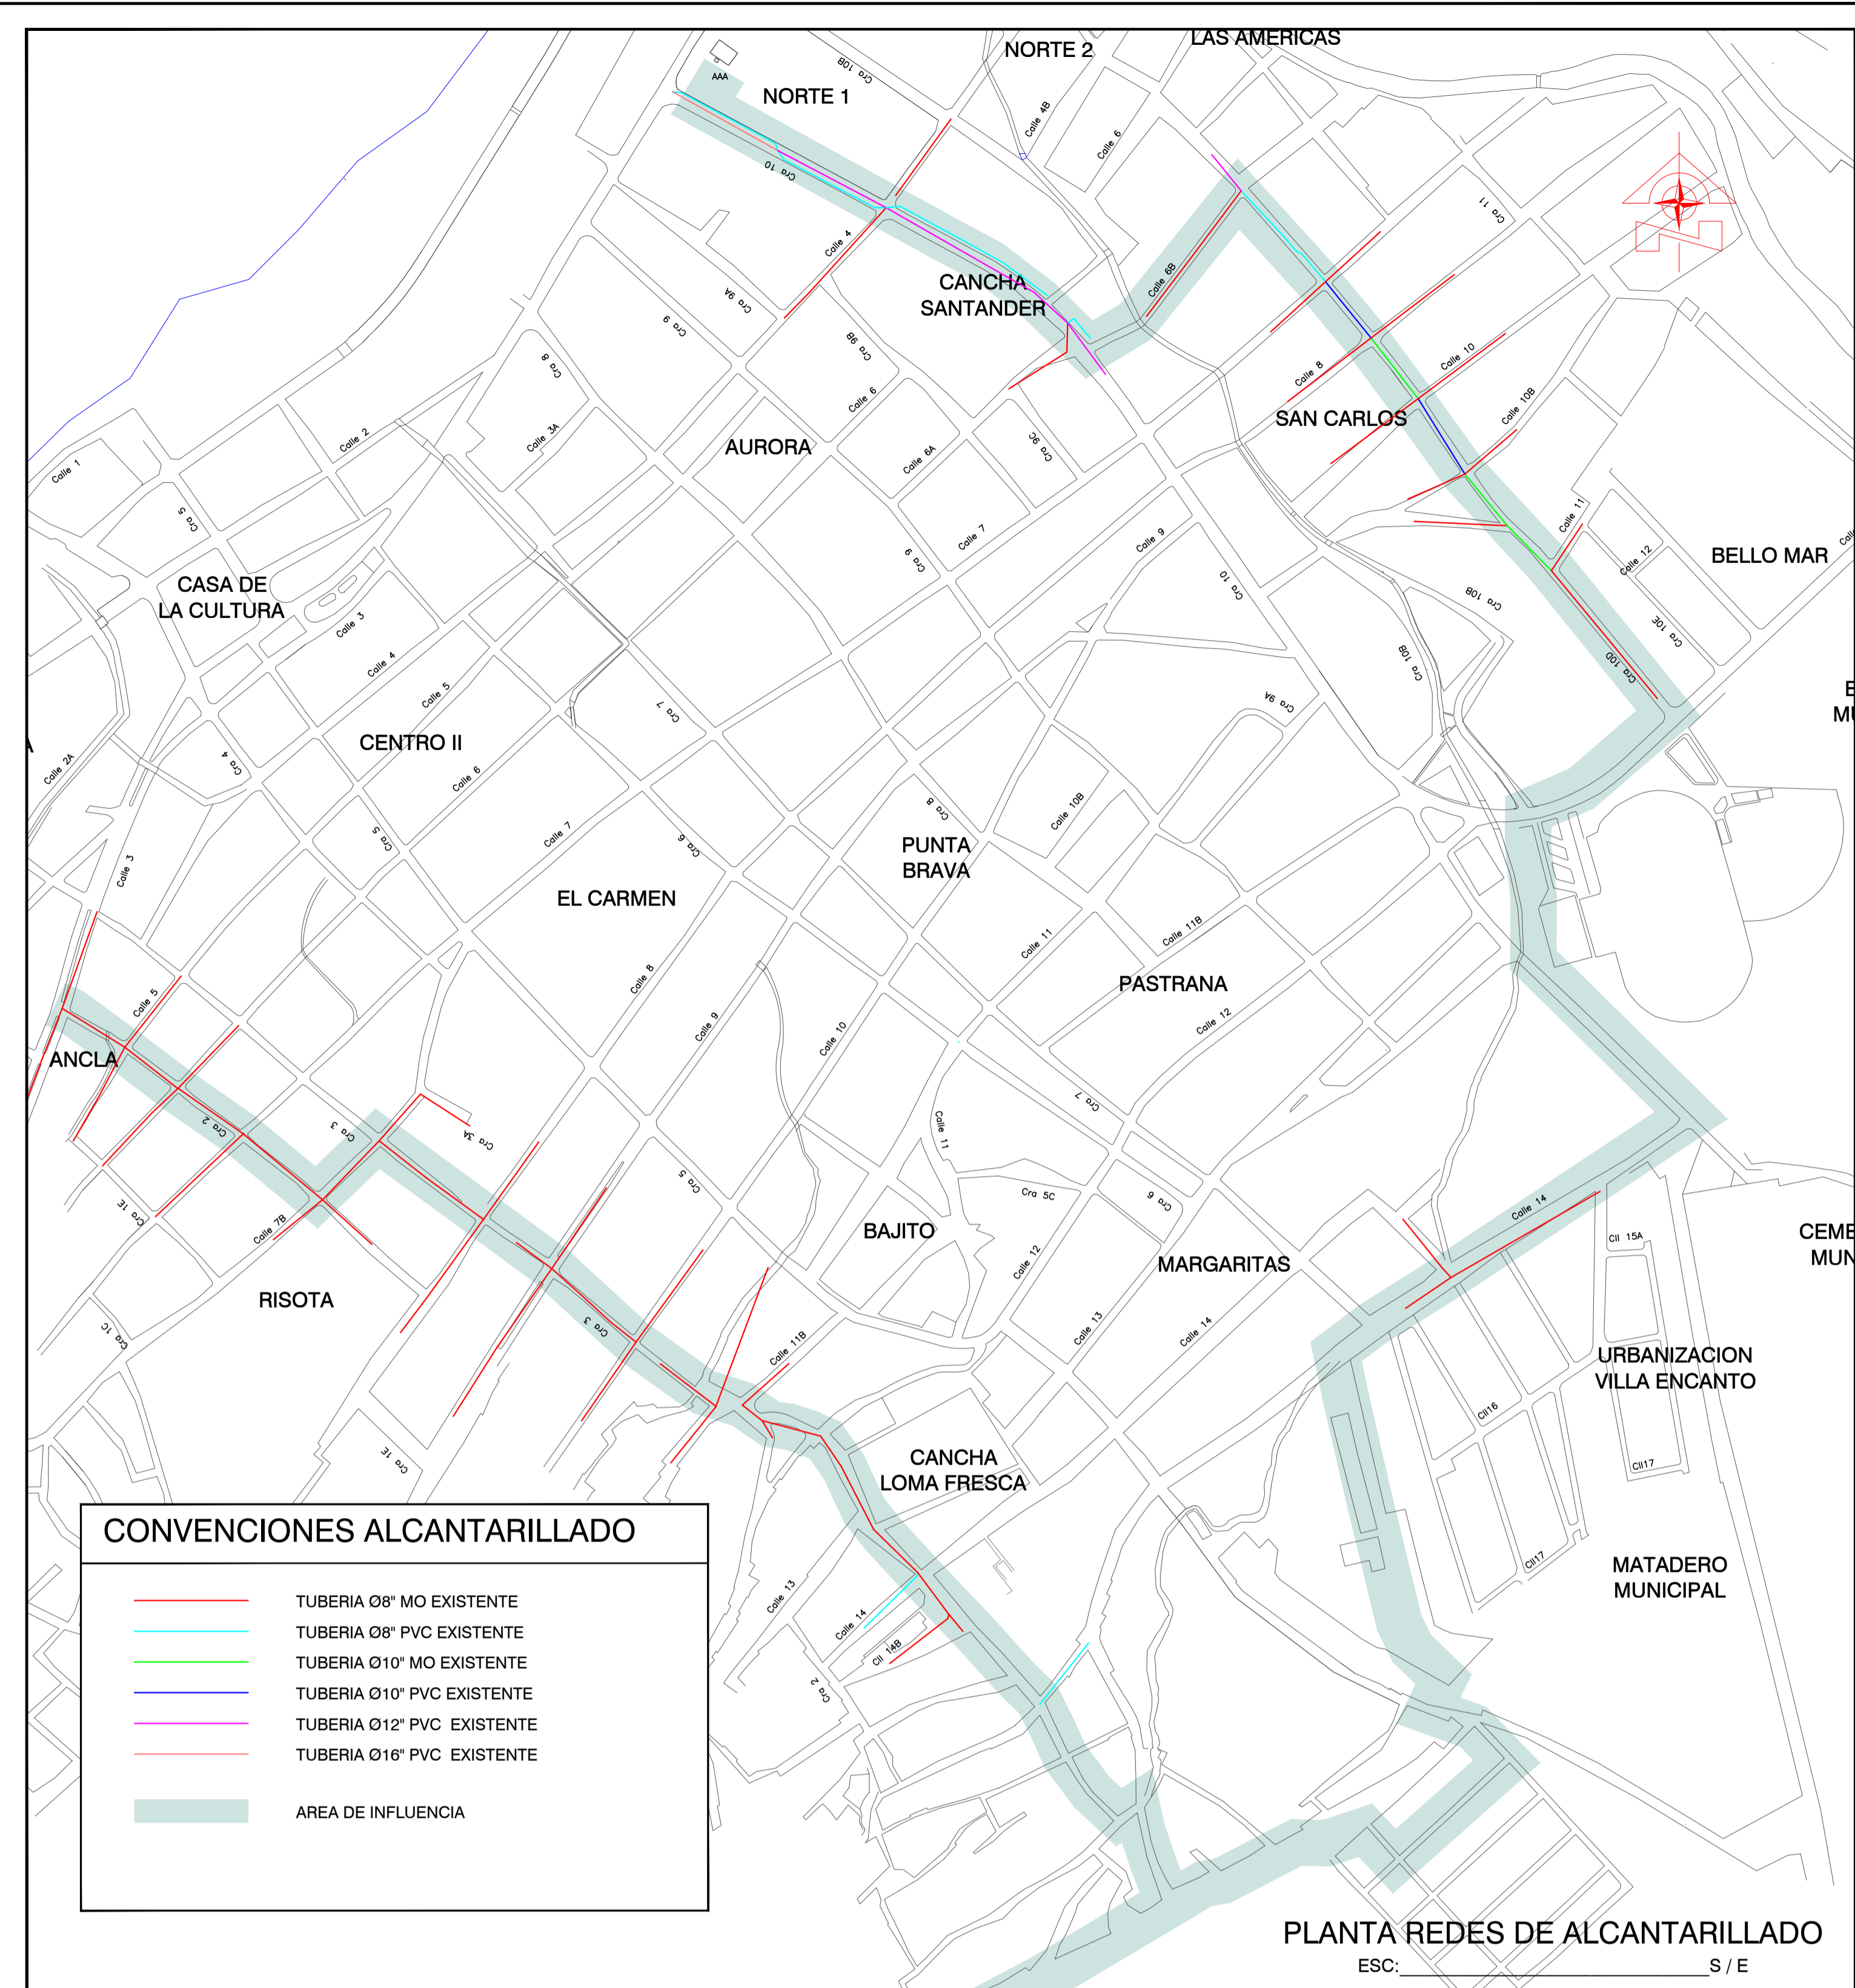 LAS AMERICAS
NORTE 2
Cra 10B
AAA
NORTE 1
Calle 4B
Calle 6
Cra 10
Cra 11
Calle 4
Calle 6B
CANCHA
SANTANDER
Cra 9A
Cra 9
Cra 9B
Cra 8
Calle 10
Calle 8
Calle 6
Calle 10B
SAN CARLOS
Calle 2
Calle 3A
AURORA
Cra 9C
Calle 6A
Calle 1
Cra 5
Calle 11
Calle 7
Calle 9
Cra 9
Calle 12
BELLO MAR
CASA DE
LA CULTURA
Cra 10
Cra 10B
Calle 3
Cra 10E
Calle 4
Cra 10B
Cra 10D
Calle 5
Cra 9A
Cra 7
CENTRO II
Cra 4
Calle 2A
Calle 6
Cra 8
Calle 10B
Cra 5
Calle 7
Cra 6
PUNTA
BRAVA
Calle 3
EL CARMEN
Calle 11B
Calle 11
Calle 8
PASTRANA
Calle 5
Calle 9
Calle 10
Calle 12
ANCLA
Cra 7
Cra 2
Cra 3
Cra 3A
Calle 11
Cra 5
Cra 5C
Cra 6
Cra 1E
Calle 14
Calle 7B
BAJITO
CEME
MUN
Cll 15A
Calle 12
MARGARITAS
RISOTA
Cra 3
Cra 1C
Calle 11B
Calle 13
Calle 14
URBANIZACION
VILLA ENCANTO
Cll16
Cra 1E
CANCHA
LOMA FRESCA
Cll17
Cll17
MATADERO
MUNICIPAL
Calle 13
Calle 14
Cll 14B
Cra 2
CONVENCIONES ALCANTARILLADO
TUBERIA Ø8" MO EXISTENTE
TUBERIA Ø8" PVC EXISTENTE
TUBERIA Ø10" MO EXISTENTE
TUBERIA Ø10" PVC EXISTENTE
TUBERIA Ø12" PVC EXISTENTE
TUBERIA Ø16" PVC EXISTENTE
AREA DE INFLUENCIA
PLANTA REDES DE ALCANTARILLADO
ESC: S / E